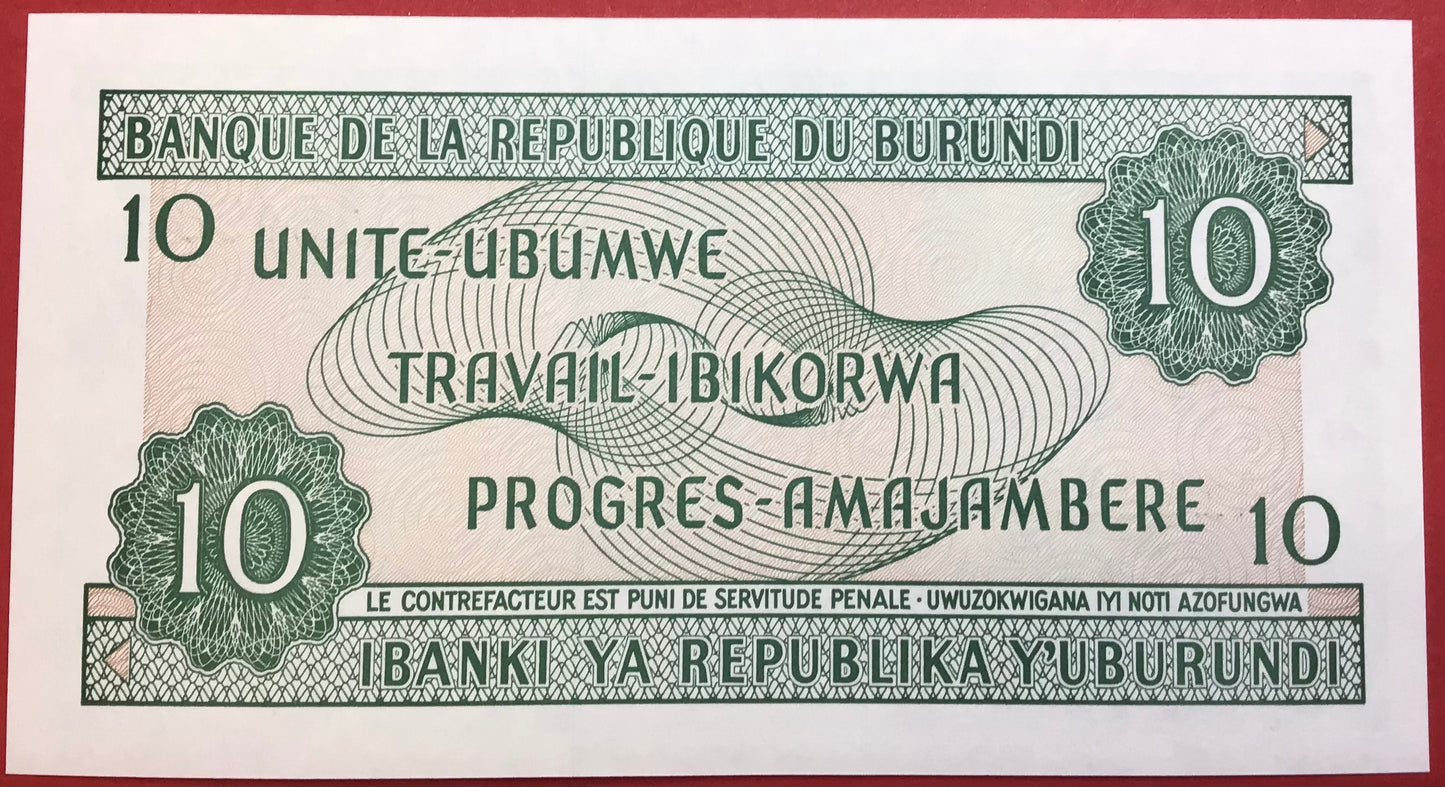 BANQUE DE LA REPUBLIQUE DU BURUNDI
10
10
UNITE-UBUMWE
TRAVAIL-IBIKORWA
PROGRES-AMAJAMBERE
10
10
LE CONTREFACTEUR EST PUNI DE SERVITUDE PENALE · UWUZOKWIGANA IYI NOTI AZOFUNGWA
IBANKI YA REPUBLIKA Y'UBURUNDI